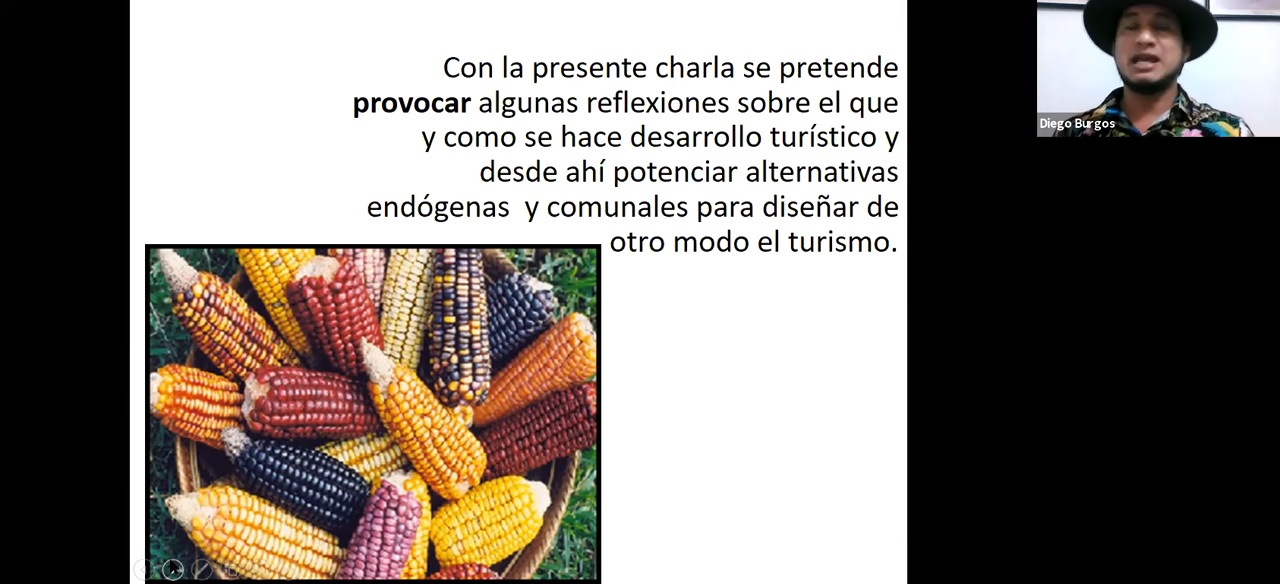 Con la presente charla se pretende
provocar algunas reflexiones sobre el que
y como se hace desarrollo turístico y
desde ahí potenciar alternativas
endógenas y comunales para diseñar de
otro modo el turismo.
Diego Burgos